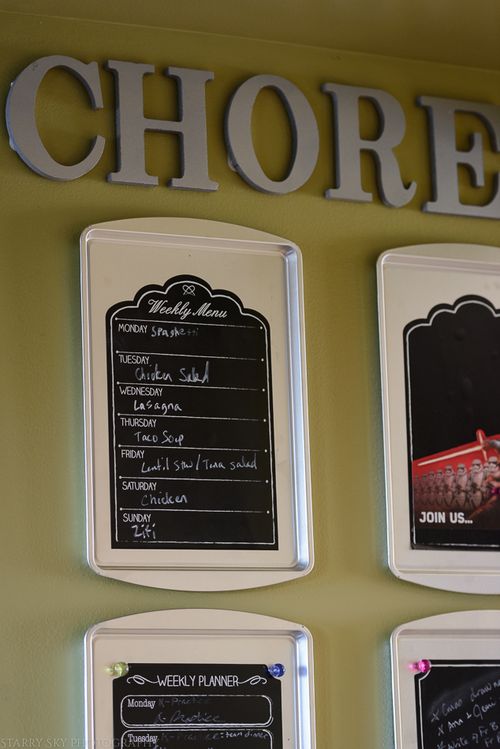 CHORE
Weekly Menu
MONDAY Spaghetti
TUESDAY
Chicken Salad
WEDNESDAY
Lasagna
THURSDAY
Taco Soup
FRIDAY
Lentil Stew / Tuna Salad
SATURDAY
Chicken
SUNDAY
Ziti
JOIN US...
WEEKLY PLANNER
Monday
Tuesday
STARRY SKY PHOTOGRAPHY